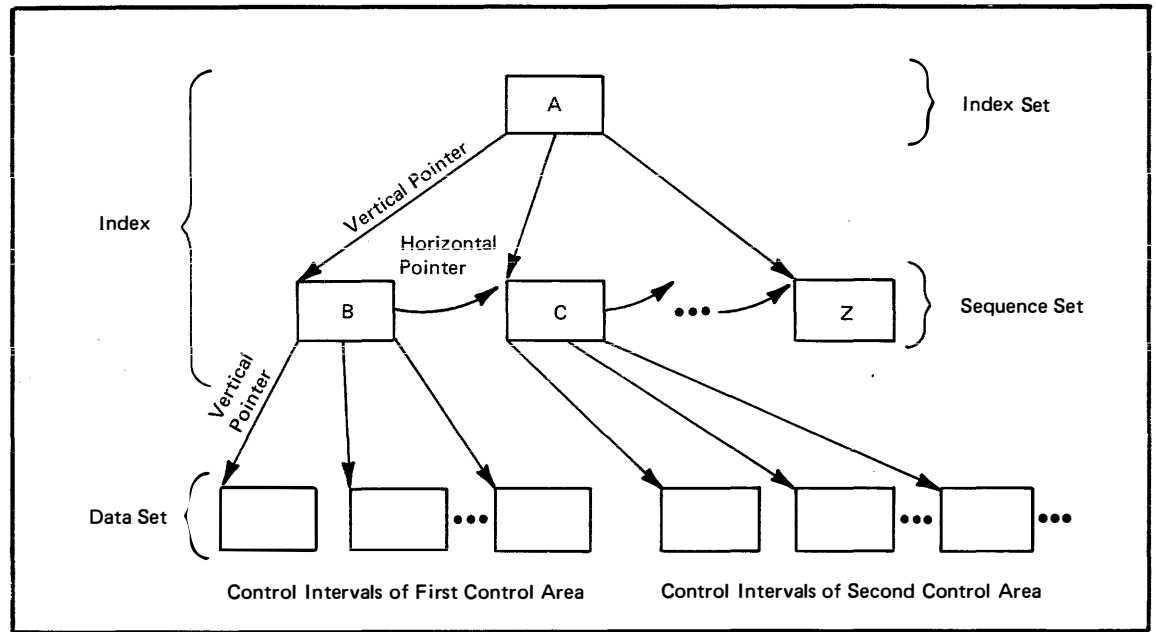 A
Index Set
Vertical Pointer
Index
Horizontal
Pointer
B
C
•••
Z
Sequence Set
Vertical
Pointer
Data Set
•••
•••
•••
Control Intervals of First Control Area
Control Intervals of Second Control Area